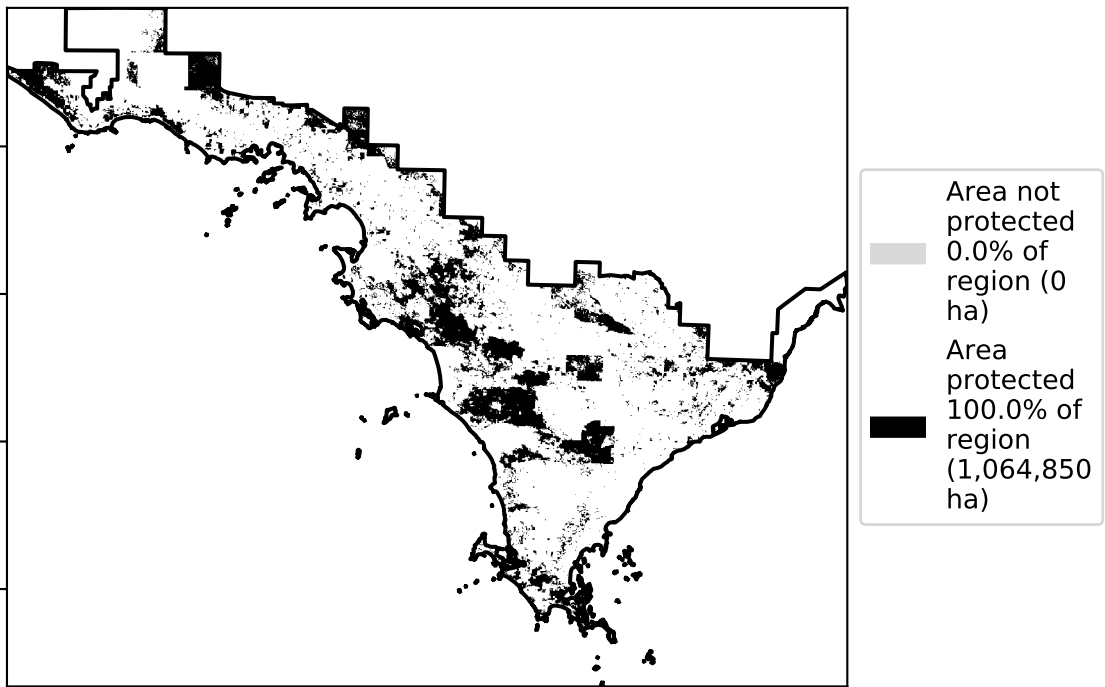 Area not
protected
0.0% of
region (0
ha)
Area
protected
100.0% of
region
(1,064,850
ha)